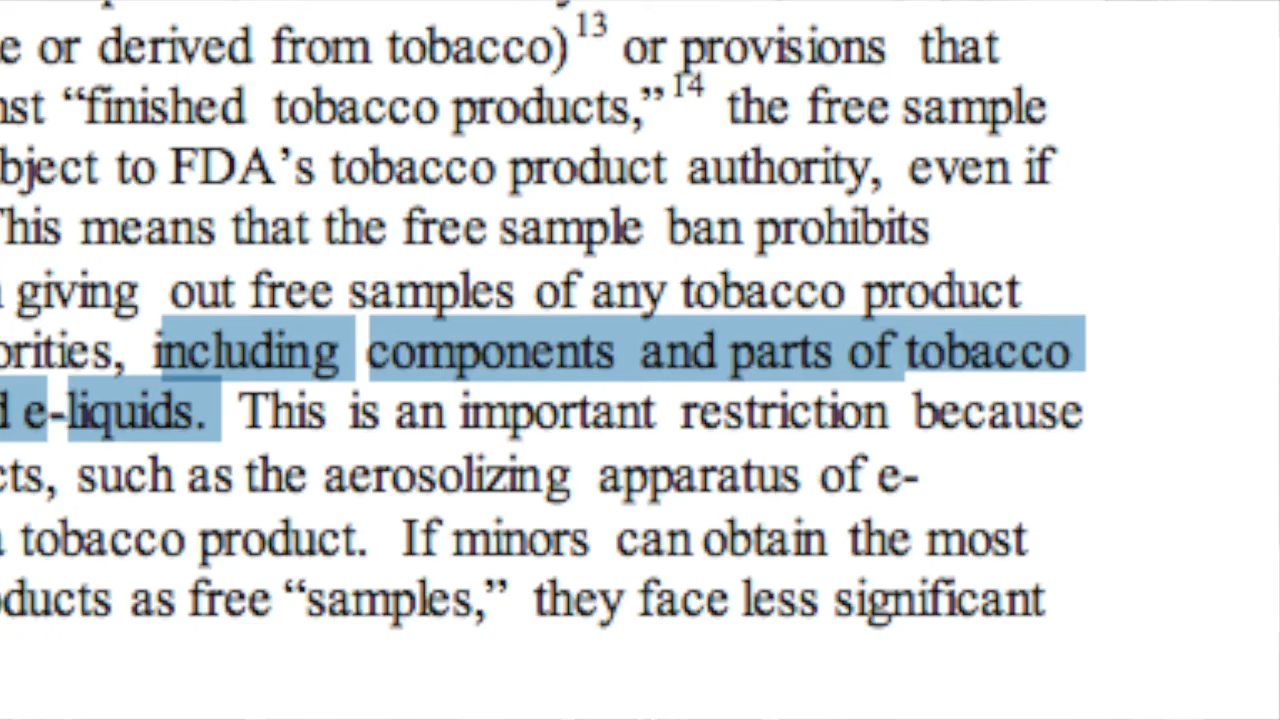 e or derived from tobacco)13 or provisions that
nst “finished tobacco products,”14 the free sample
bject to FDA’s tobacco product authority, even if
This means that the free sample ban prohibits
giving out free samples of any tobacco product
orities, including components and parts of tobacco
d e-liquids. This is an important restriction because
cts, such as the aerosolizing apparatus of e-
a tobacco product. If minors can obtain the most
oducts as free “samples,” they face less significant